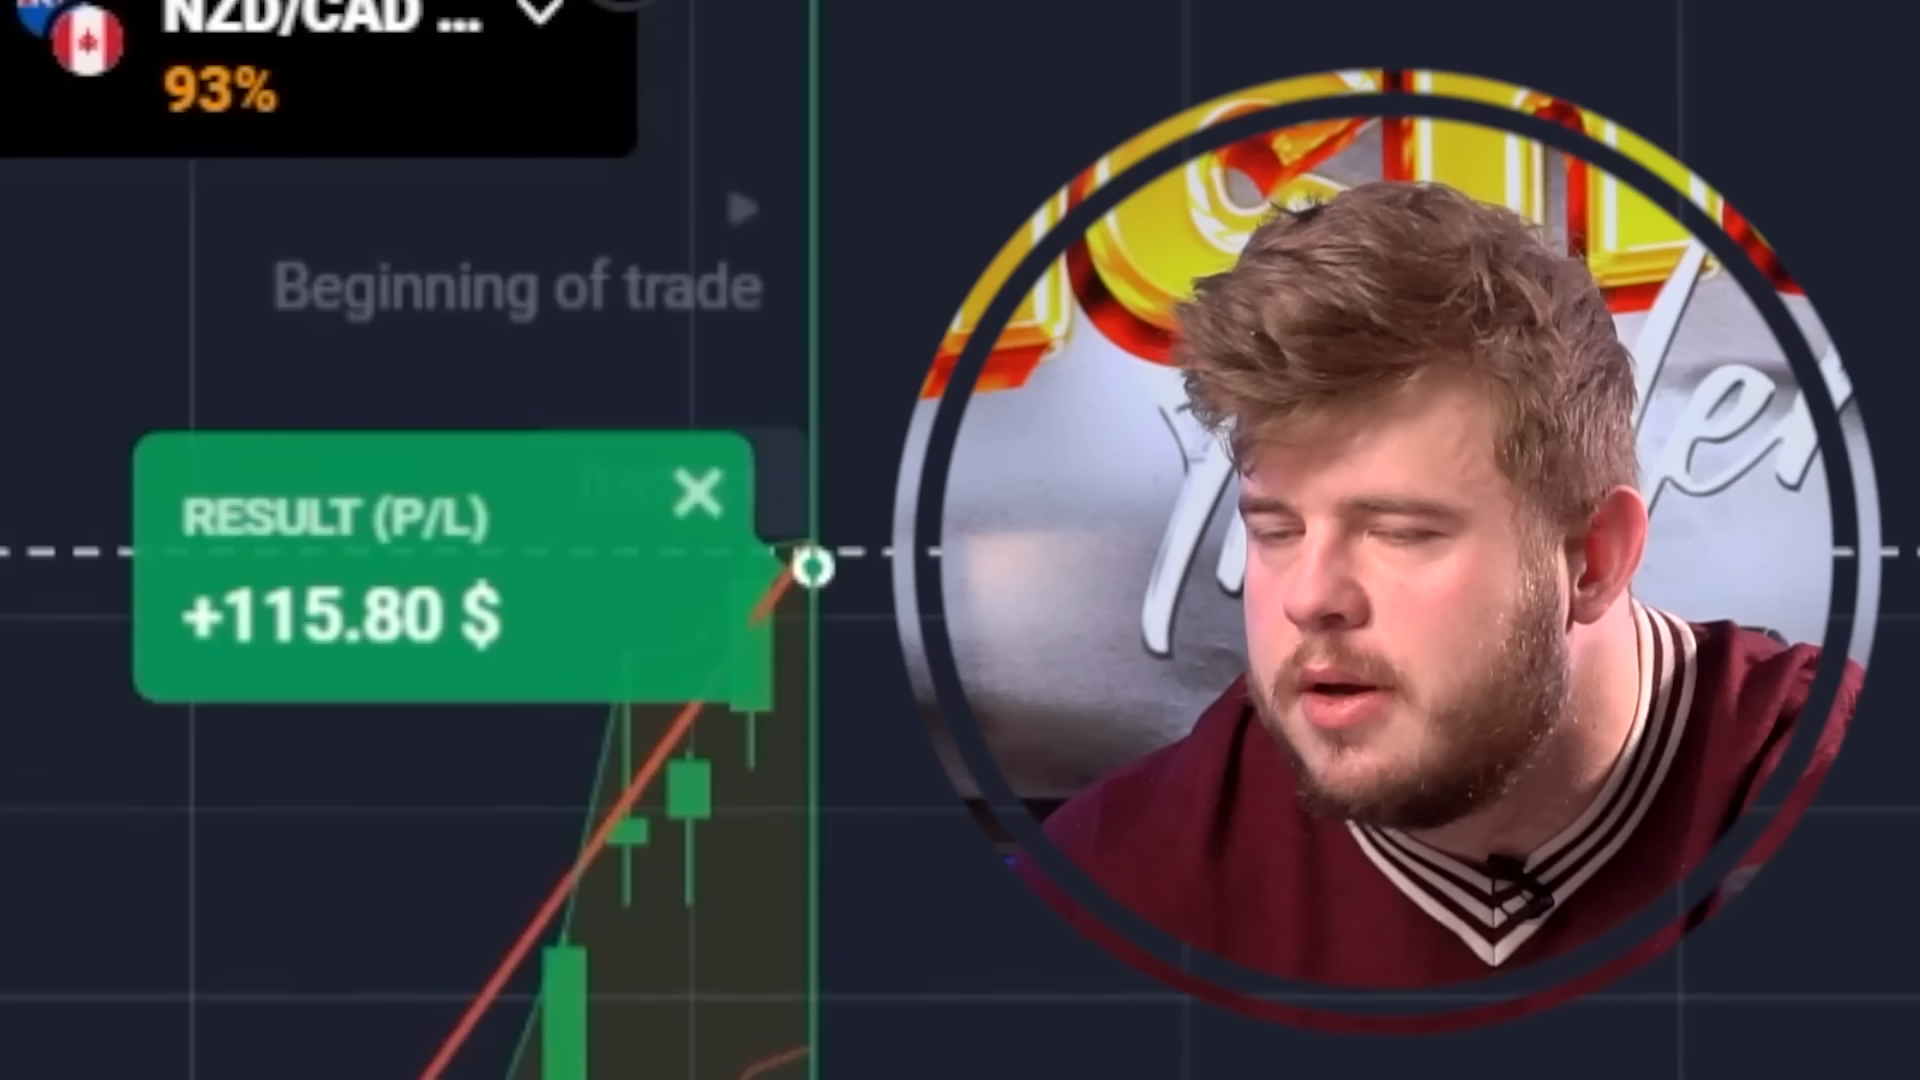 NZD/CAD ...
93%
Beginning of trade
RESULT (P/L)
+115.80 $